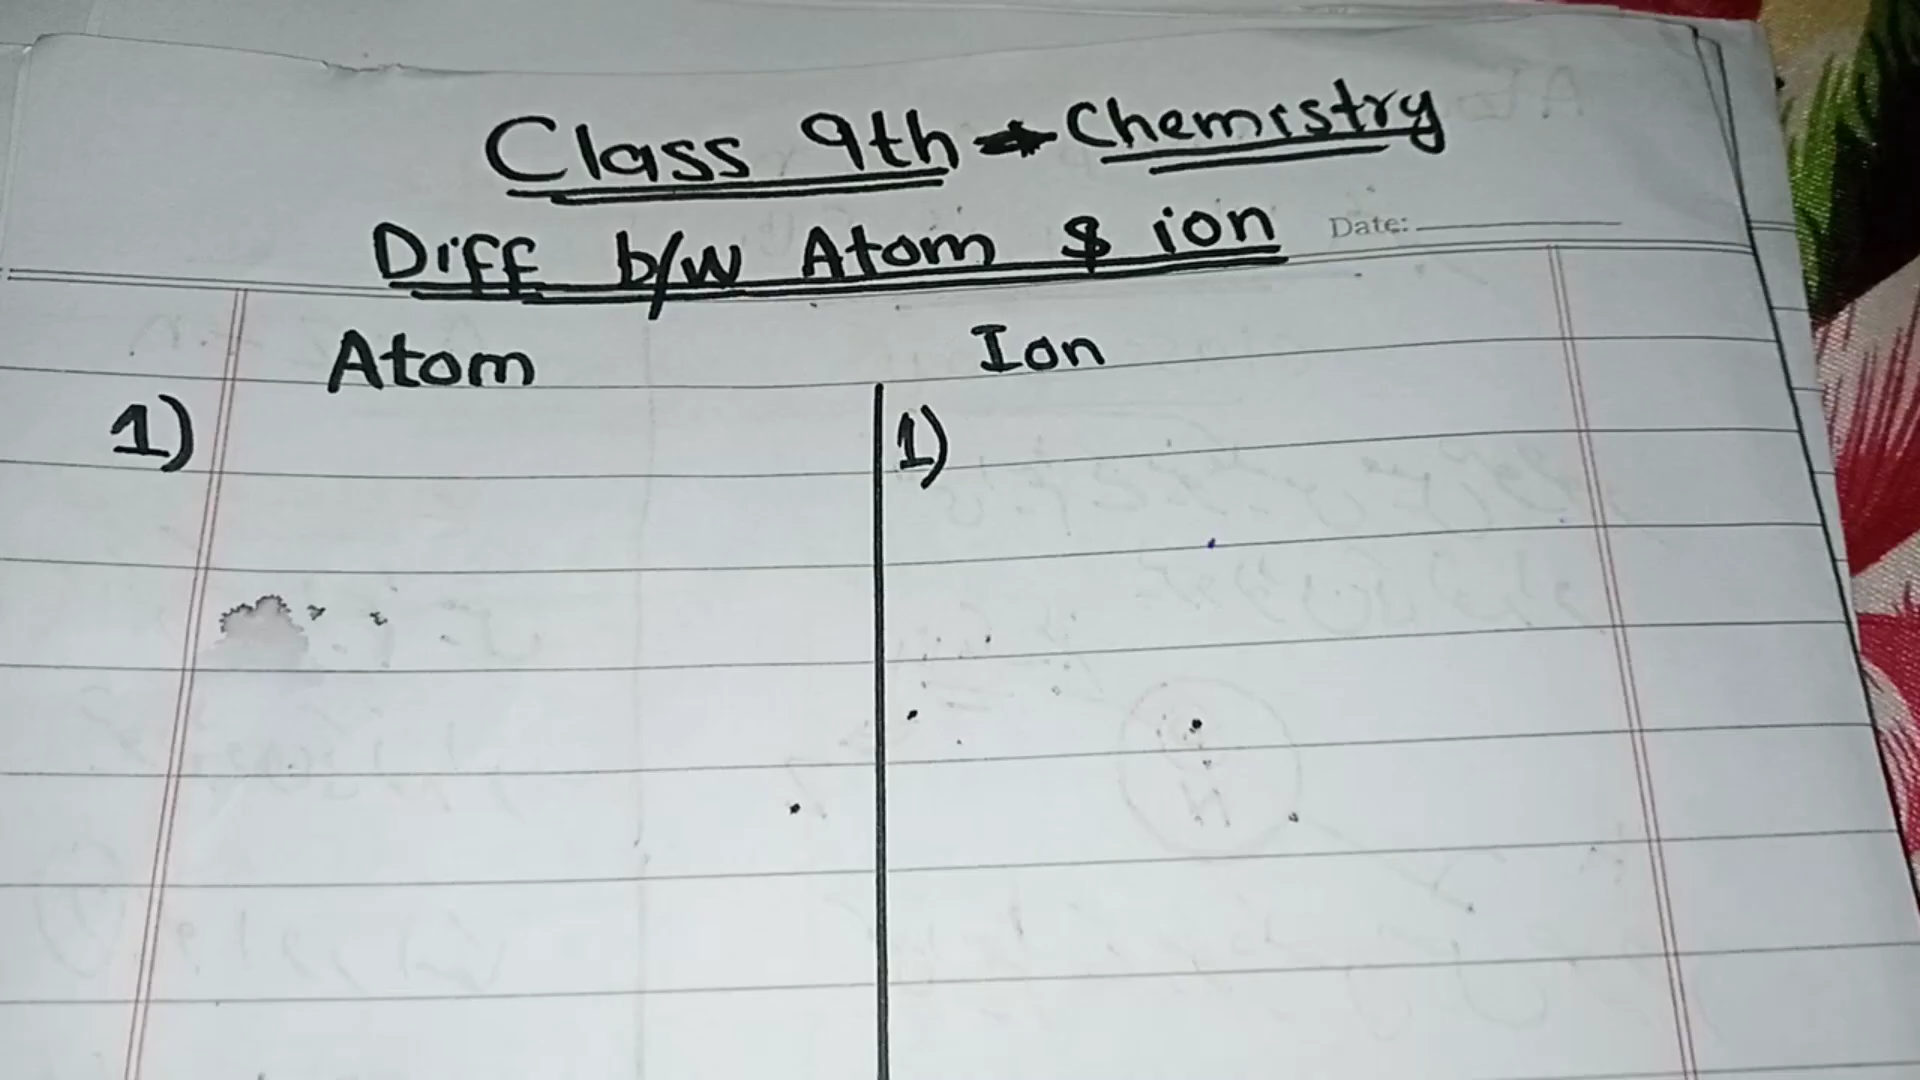 Class 9th → Chemistry
Diff b/w Atom $ ion
Date:
Atom Ion
1) 1)